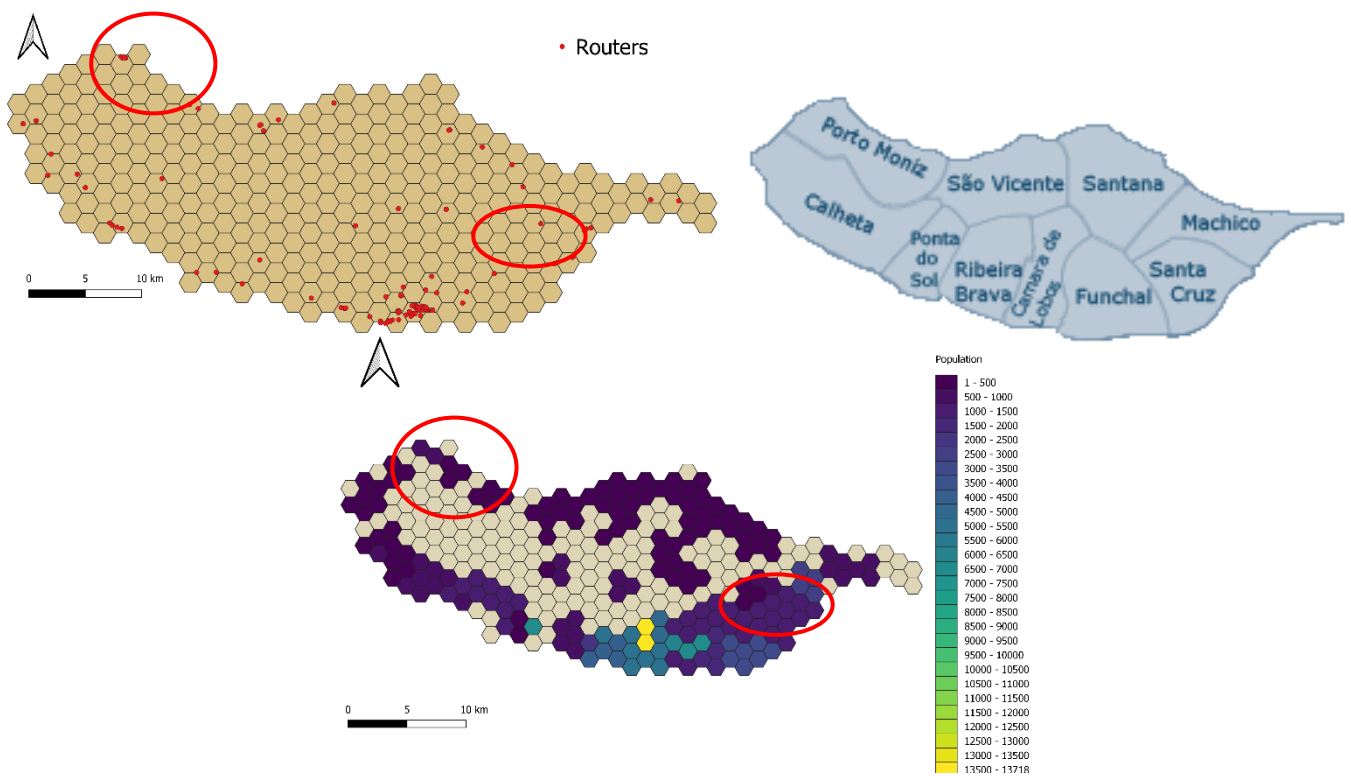 Routers
0 5 10 km
Porto Moniz
São Vicente
Santana
Calheta
Machico
Ponta
do
Sol
Ribeira
Brava
Camara de
Lobos
Funchal
Santa
Cruz
Population
1 - 500
500 - 1000
1000 - 1500
1500 - 2000
2000 - 2500
2500 - 3000
3000 - 3500
3500 - 4000
4000 - 4500
4500 - 5500
5500 - 6000
6000 - 6500
6500 - 7000
7000 - 7500
7500 - 8000
8000 - 8500
8500 - 9000
9000 - 9500
9500 - 10000
10000 - 10500
10500 - 11000
11000 - 11500
11500 - 12000
12000 - 12500
12500 - 13000
13000 - 13500
13500 - 13718
0 5 10 km